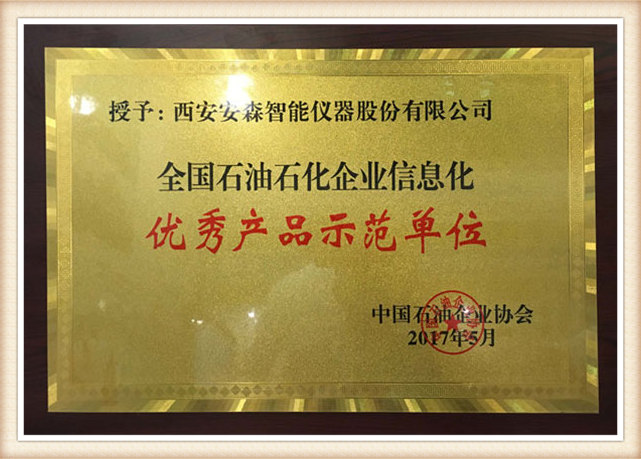 授予：西安安森智能仪器股份有限公司
全国石油石化企业信息化
优秀产品示范单位
中国石油企业协会
2017年5月